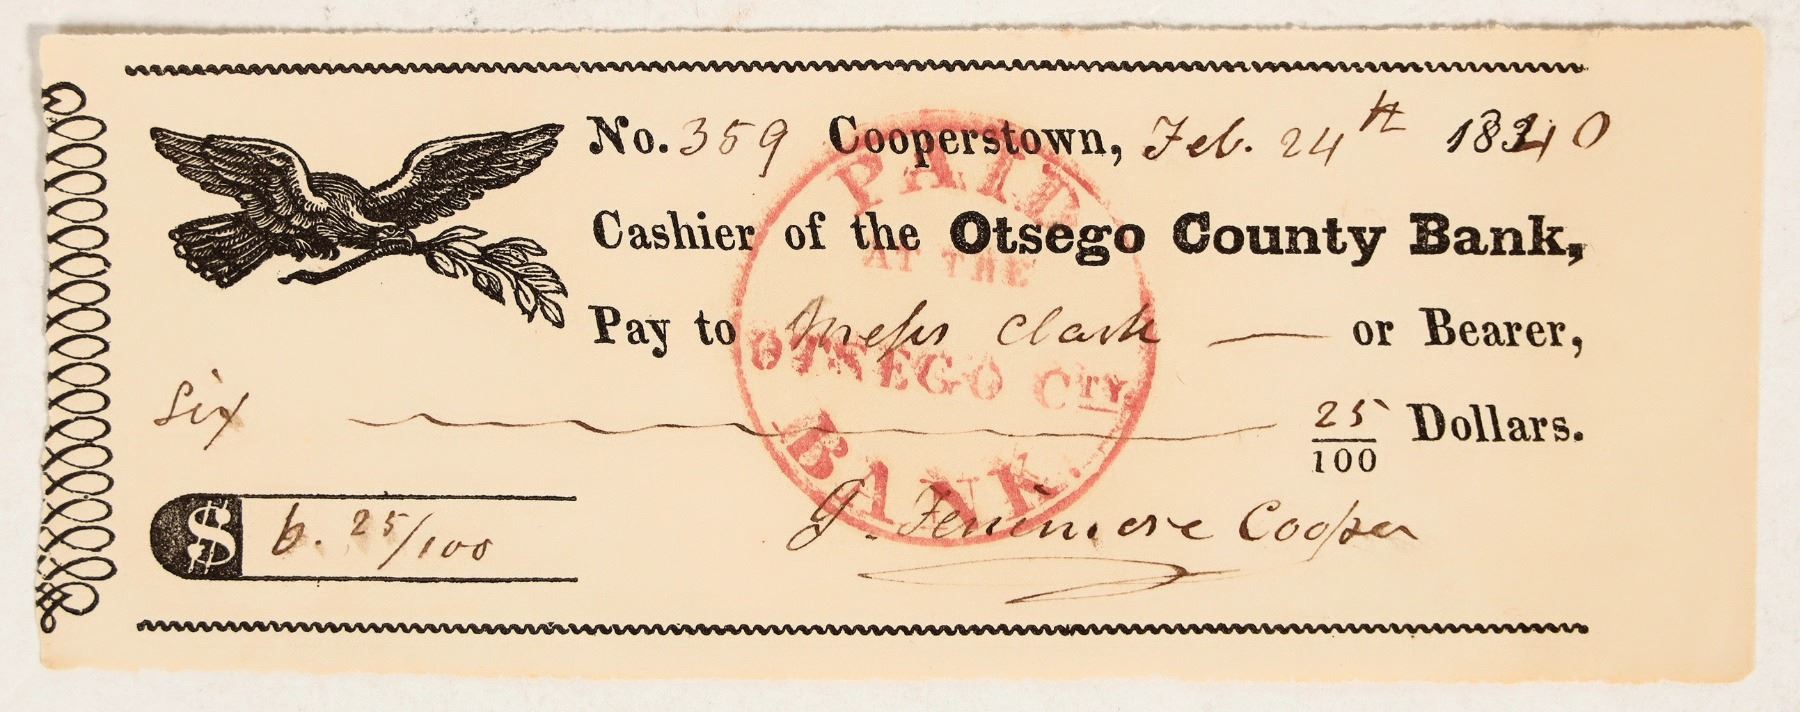 No. 359 Cooperstown, Feb. 24th 1840
Cashier of the Otsego County Bank,
Pay to Messrs Clark — or Bearer,
Six 25/100 Dollars.
$ 6. 25/100
J. Fenimore Cooper
PAID
AT THE
OTSEGO CTY
BANK.